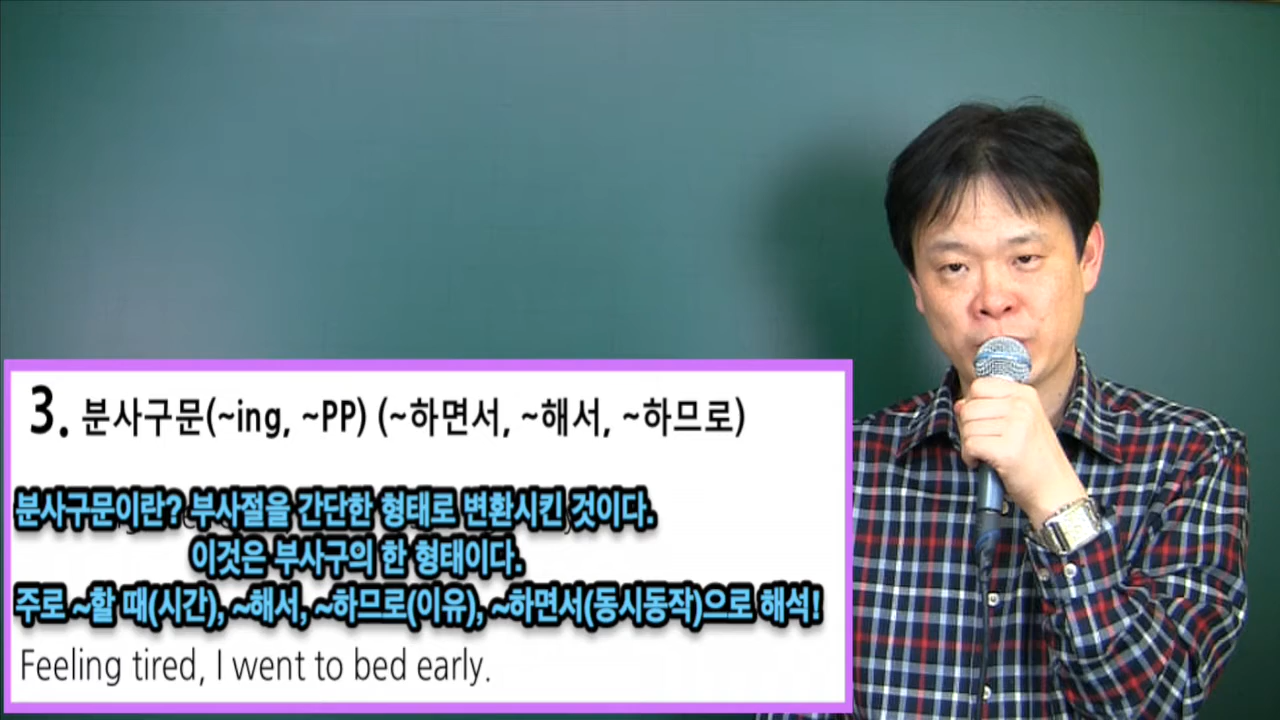 3. 분사구문(~ing, ~PP) (~하면서, ~해서, ~하므로)
분사구문이란? 부사절을 간단한 형태로 변환시킨 것이다.
이것은 부사구의 한 형태이다.
주로 ~할 때(시간), ~해서, ~하므로(이유), ~하면서(동시동작)으로 해석!
Feeling tired, I went to bed early.